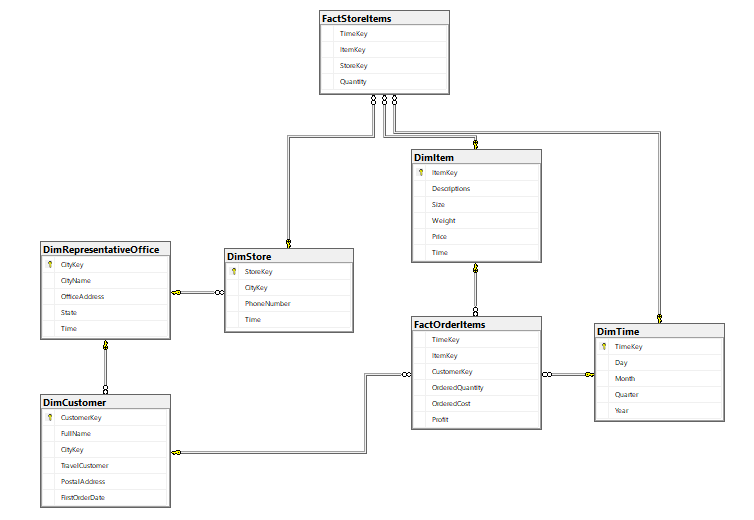 FactStoreItems
TimeKey
ItemKey
StoreKey
Quantity
DimItem
ItemKey
Descriptions
Size
Weight
Price
Time
DimRepresentativeOffice
CityKey
CityName
OfficeAddress
State
Time
DimStore
StoreKey
CityKey
PhoneNumber
Time
FactOrderItems
TimeKey
ItemKey
CustomerKey
OrderedQuantity
OrderedCost
Profit
DimTime
TimeKey
Day
Month
Quarter
Year
DimCustomer
CustomerKey
FullName
CityKey
TravelCustomer
PostalAddress
FirstOrderDate